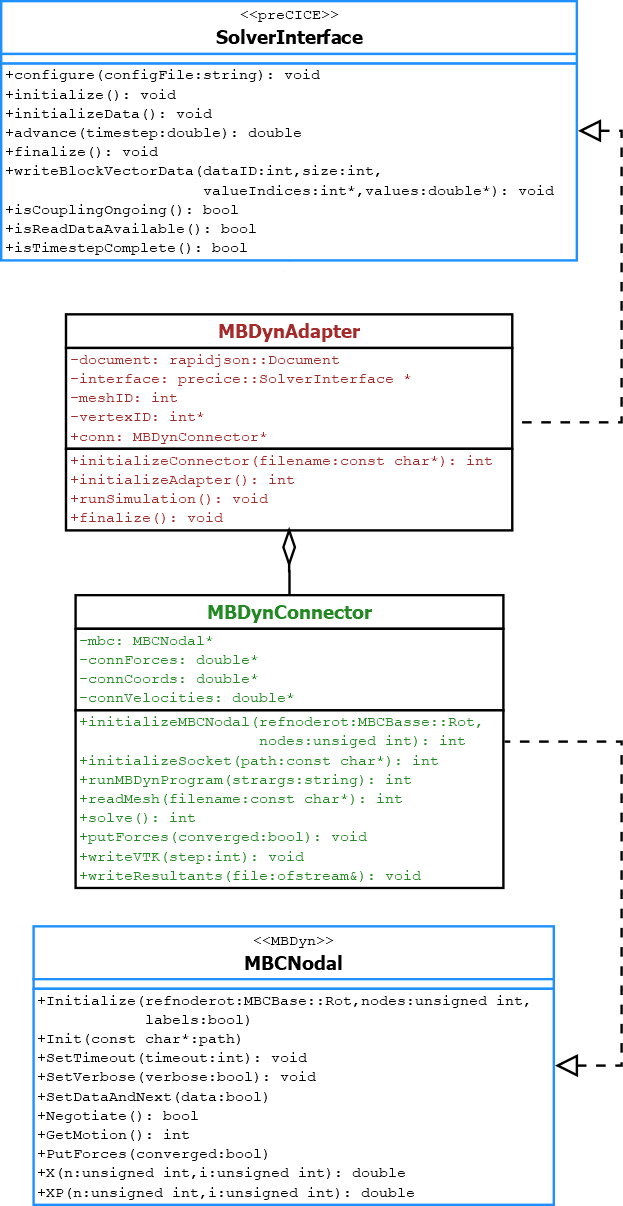 <<preCICE>>
SolverInterface
+configure(configFile:string): void
+initialize(): void
+initializeData(): void
+advance(timestep:double): double
+finalize(): void
+writeBlockVectorData(dataID:int,size:int,
valueIndices:int*,values:double*): void
+isCouplingOngoing(): bool
+isReadDataAvailable(): bool
+isTimestepComplete(): bool
MBDynAdapter
-document: rapidjson::Document
-interface: precice::SolverInterface *
-meshID: int
-vertexID: int*
+conn: MBDynConnector*
+initializeConnector(filename:const char*): int
+initializeAdapter(): int
+runSimulation(): void
+finalize(): void
MBDynConnector
-mbc: MBCNodal*
-connForces: double*
-connCoords: double*
-connVelocities: double*
+initializeMBCNodal(refnoderot:MBCBasse::Rot,
nodes:unsiged int): int
+initializeSocket(path:const char*): int
+runMBDynProgram(strargs:string): int
+readMesh(filename:const char*): int
+solve(): int
+putForces(converged:bool): void
+writeVTK(step:int): void
+writeResultants(file:ofstream&): void
<<MBDyn>>
MBCNodal
+Initialize(refnoderot:MBCBase::Rot,nodes:unsigned int,
labels:bool)
+Init(const char*:path)
+SetTimeout(timeout:int): void
+SetVerbose(verbose:bool): void
+SetDataAndNext(data:bool)
+Negotiate(): bool
+GetMotion(): int
+PutForces(converged:bool)
+X(n:unsigned int,i:unsigned int): double
+XP(n:unsigned int,i:unsigned int): double